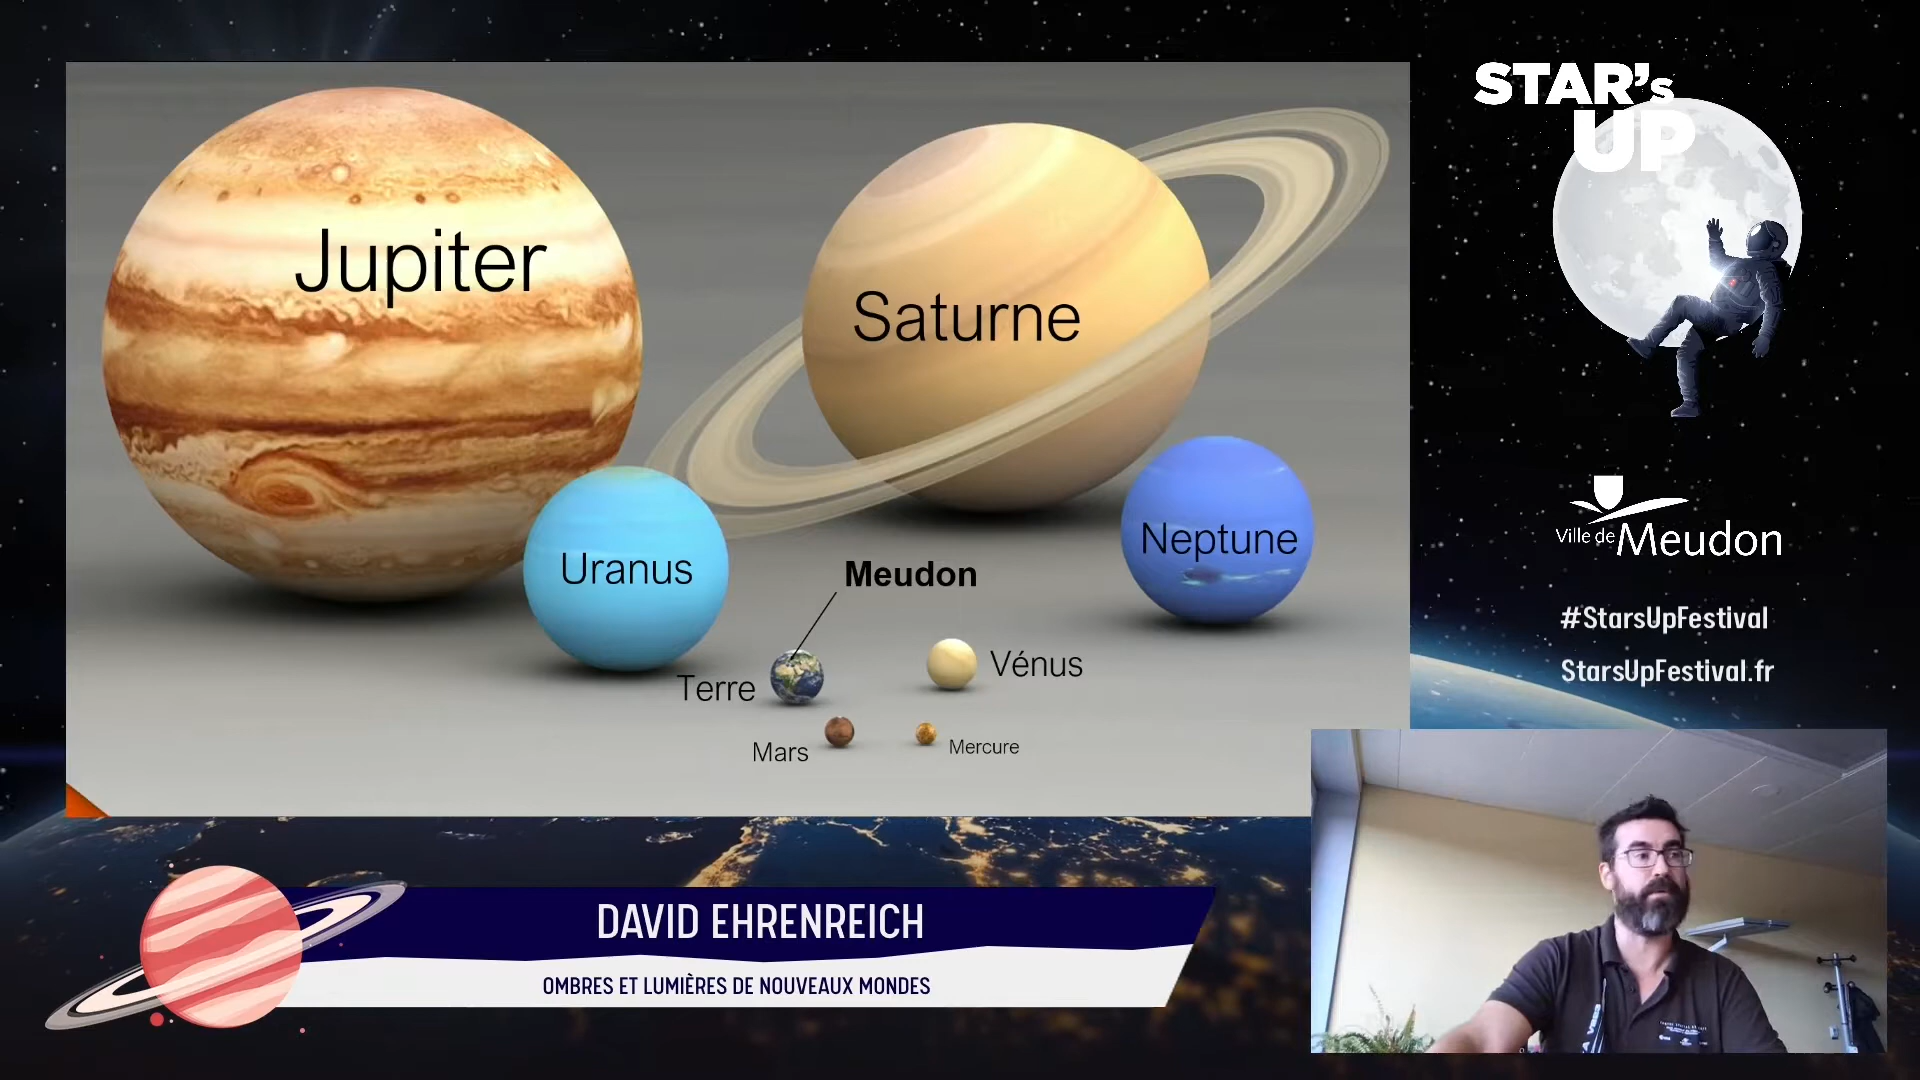 Jupiter
Saturne
Uranus
Neptune
Meudon
Terre
Vénus
Mars
Mercure
STAR's
UP
Ville de Meudon
#StarsUpFestival
StarsUpFestival.fr
DAVID EHRENREICH
OMBRES ET LUMIÈRES DE NOUVEAUX MONDES